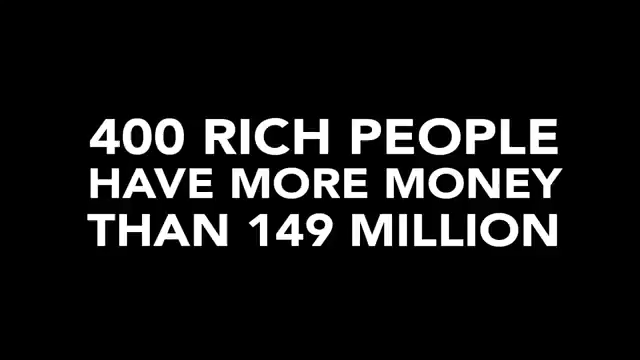 400 RICH PEOPLE
HAVE MORE MONEY
THAN 149 MILLION